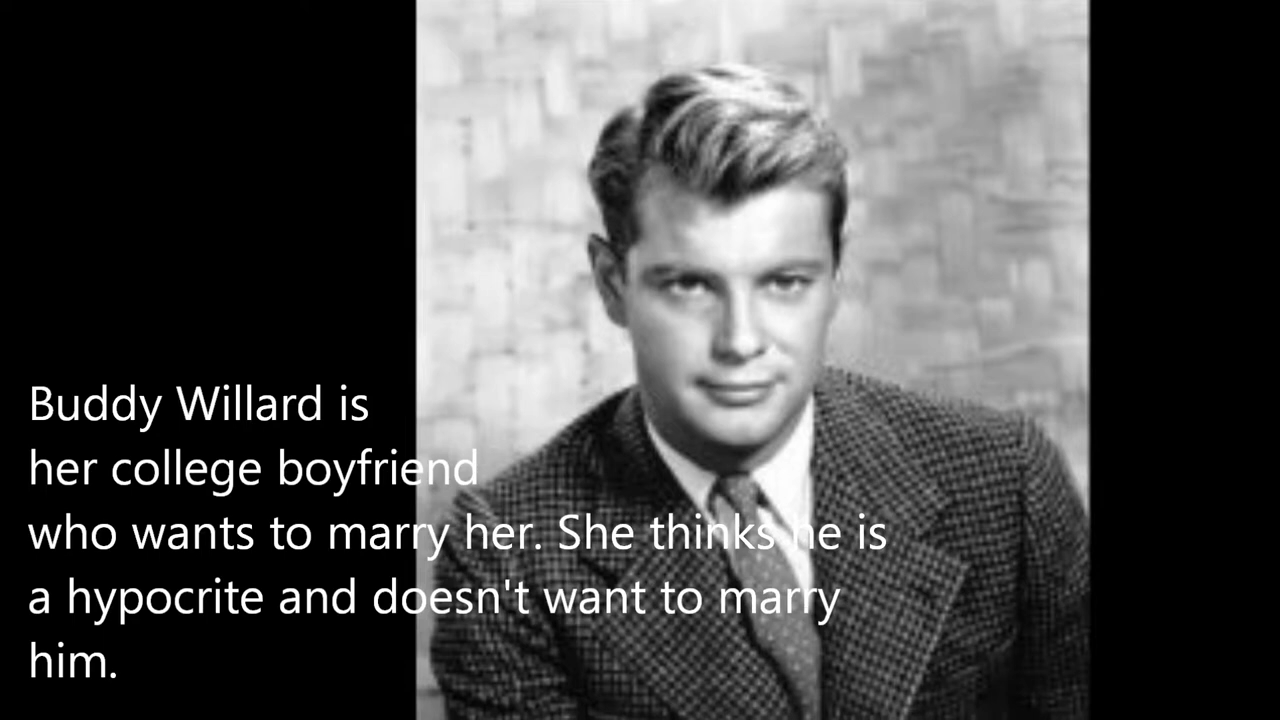 Buddy Willard is
her college boyfriend
who wants to marry her. She thinks he is
a hypocrite and doesn't want to marry
him.